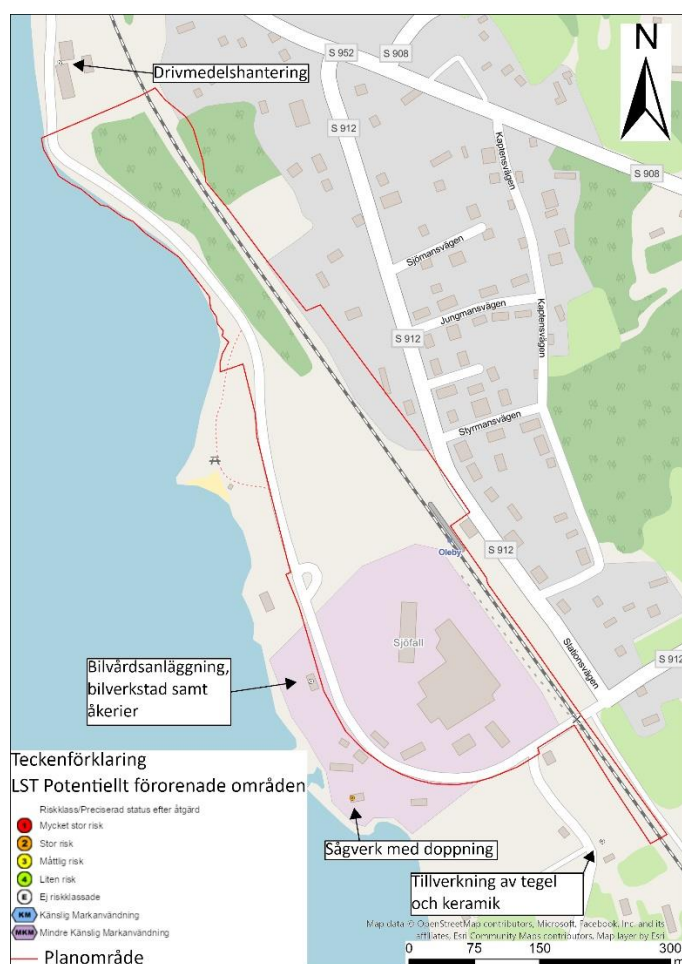 Drivmedelshantering
N
S 952
S 908
S 912
S 912
Kaptensvägen
S 908
Sjömansvägen
Jungmansvägen
Kaptensvägen
S 912
Styrmansvägen
Oleby
S 912
Sjöfall
Stationsvägen
S 912
Bilvårdsanläggning,
bilverkstad samt
åkerier
Teckenförklaring
LST Potentiellt förorenade områden
Riskklass/Preciserad status efter åtgärd
1 Mycket stor risk
2 Stor risk
3 Måttlig risk
4 Liten risk
E Ej riskklassade
KM Känslig Markanvändning
MKM Mindre Känslig Markanvändning
Planområde
Sågverk med doppning
Tillverkning av tegel
och keramik
Map data © OpenStreetMap contributors, Microsoft, Facebook, Inc. and its
affiliates, Esri Community Maps contributors, Map layer by Esri
0 75 150 300
m